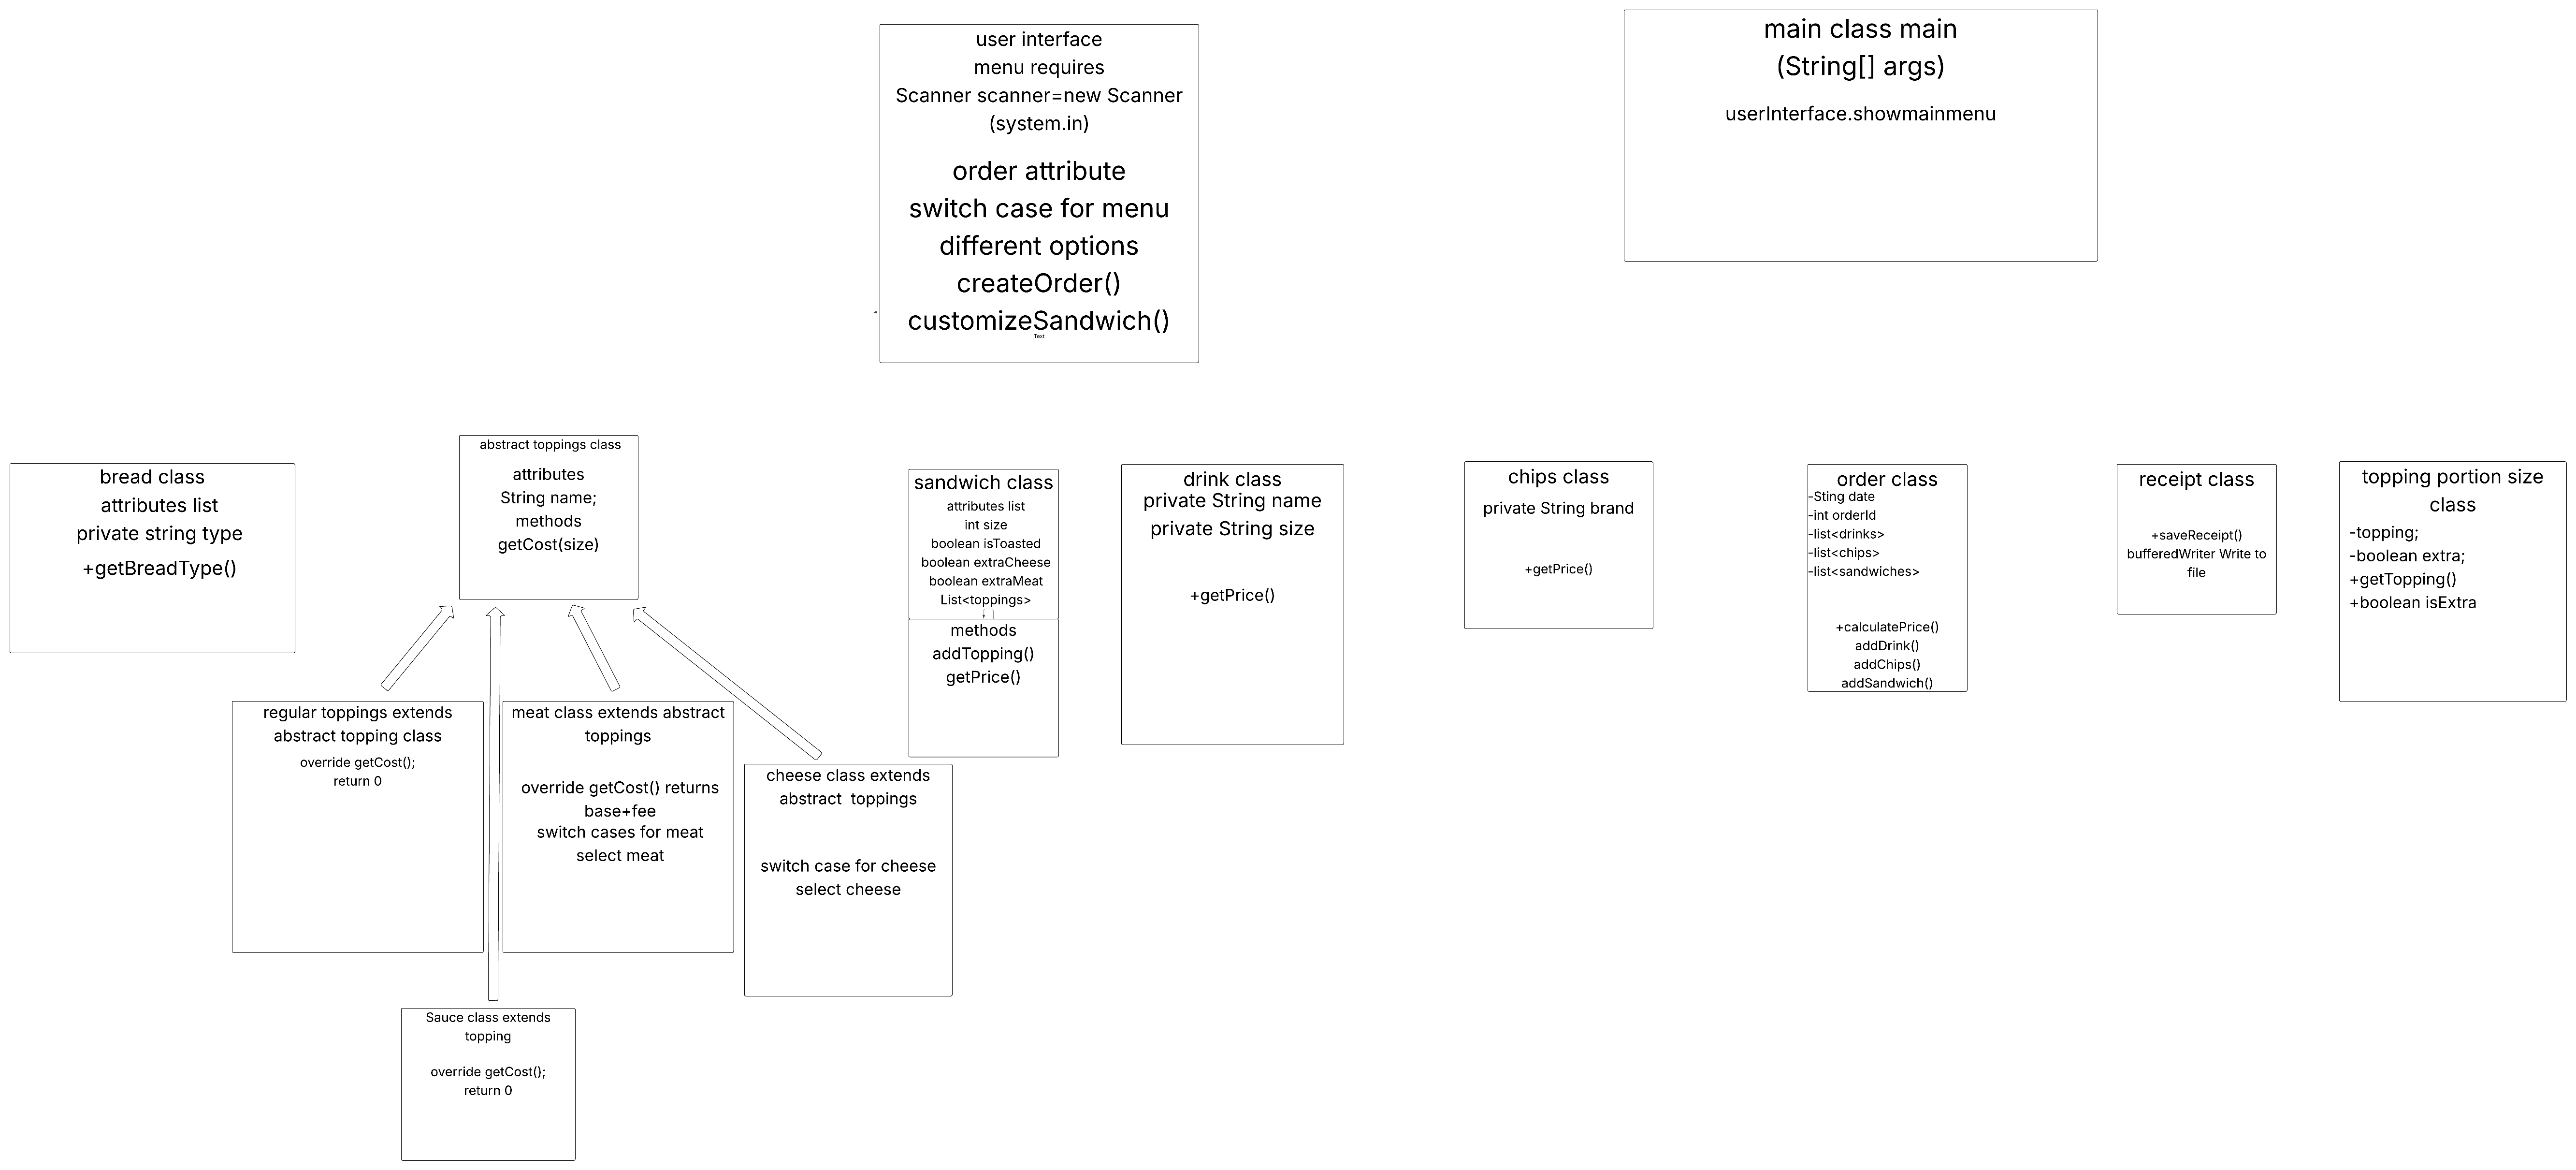 user interface
menu requires
Scanner scanner=new Scanner
(system.in)
order attribute
switch case for menu
different options
createOrder()
customizeSandwich()
Text
main class main
(String[] args)
userInterface.showmainmenu
bread class
attributes list
private string type
+getBreadType()
abstract toppings class
attributes
String name;
methods
getCost(size)
sandwich class
attributes list
int size
boolean isToasted
boolean extraCheese
boolean extraMeat
List<toppings>
methods
addTopping()
getPrice()
drink class
private String name
private String size
+getPrice()
chips class
private String brand
+getPrice()
order class
-Sting date
-int orderId
-list<drinks>
-list<chips>
-list<sandwiches>
+calculatePrice()
addDrink()
addChips()
addSandwich()
receipt class
+saveReceipt()
bufferedWriter Write to
file
topping portion size
class
-topping;
-boolean extra;
+getTopping()
+boolean isExtra
regular toppings extends
abstract topping class
override getCost();
return 0
meat class extends abstract
toppings
override getCost() returns
base+fee
switch cases for meat
select meat
cheese class extends
abstract  toppings
switch case for cheese
select cheese
Sauce class extends
topping
override getCost();
return 0